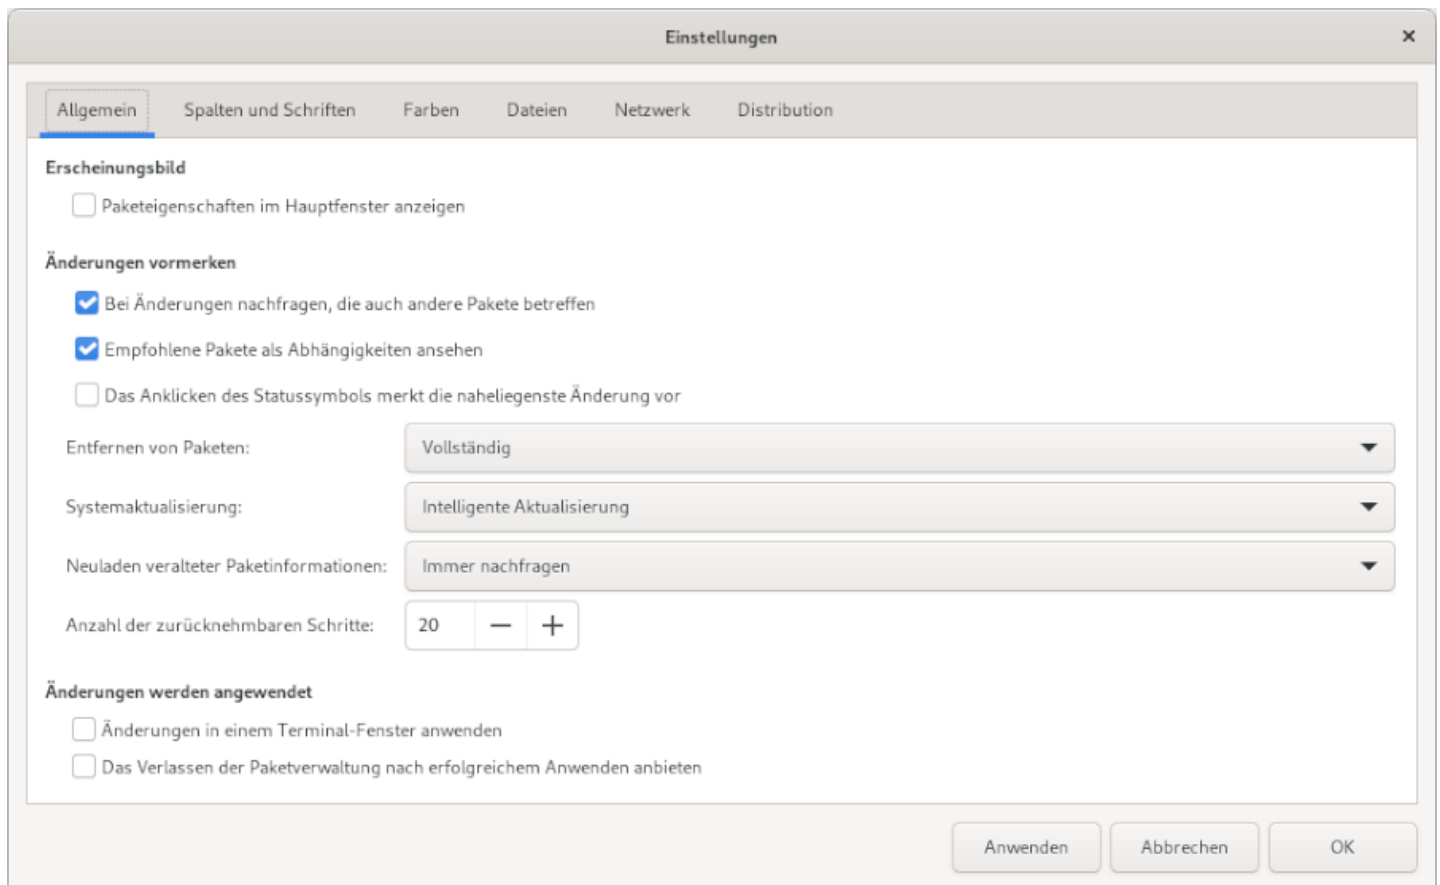 Einstellungen
Allgemein Spalten und Schriften Farben Dateien Netzwerk Distribution
Erscheinungsbild
Paketeigenschaften im Hauptfenster anzeigen
Änderungen vormerken
Bei Änderungen nachfragen, die auch andere Pakete betreffen
Empfohlene Pakete als Abhängigkeiten ansehen
Das Anklicken des Statussymbols merkt die naheliegenste Änderung vor
Entfernen von Paketen: Vollständig
Systemaktualisierung: Intelligente Aktualisierung
Neuladen veralteter Paketinformationen: Immer nachfragen
Anzahl der zurücknehmbaren Schritte: 20
Änderungen werden angewendet
Änderungen in einem Terminal-Fenster anwenden
Das Verlassen der Paketverwaltung nach erfolgreichem Anwenden anbieten
Anwenden Abbrechen OK